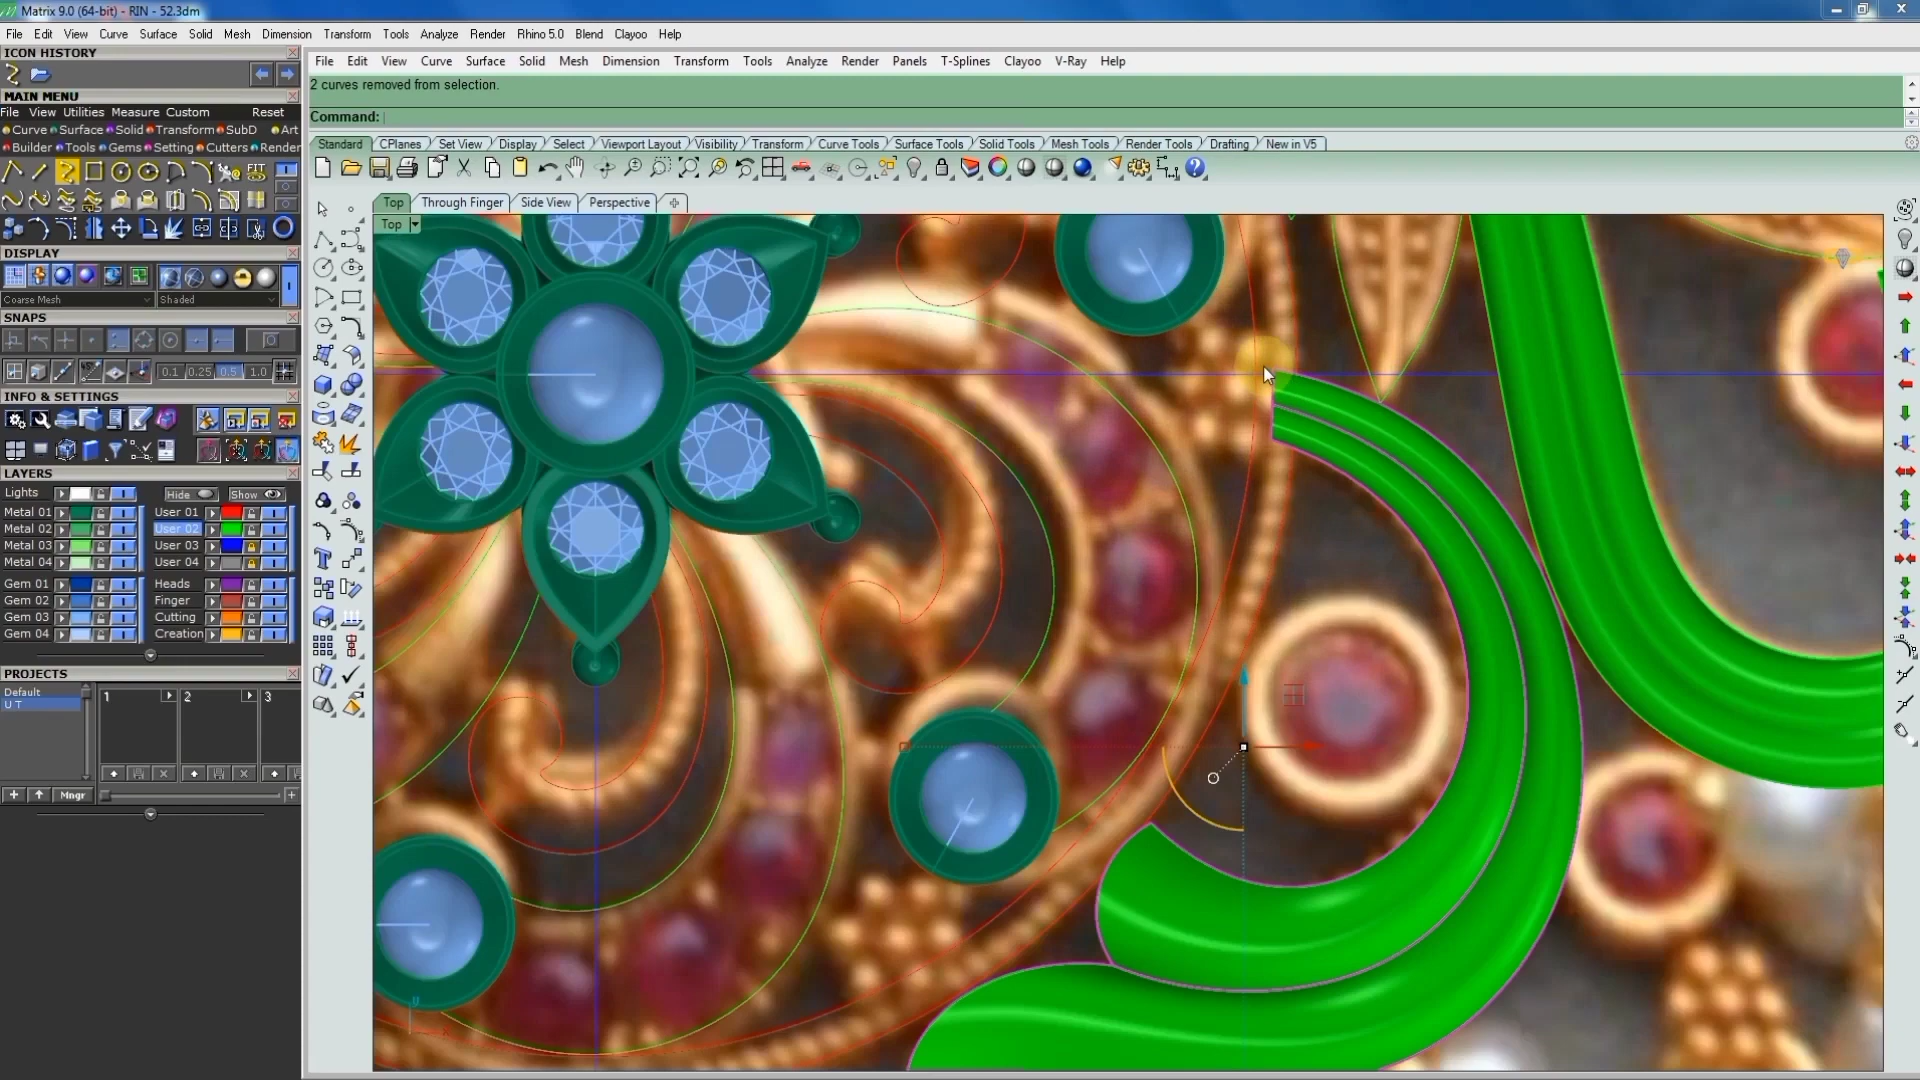 Matrix 9.0 (64-bit) - RIN - 52.3dm
File Edit View Curve Surface Solid Mesh Dimension Transform Tools Analyze Render Rhino 5.0 Blend Clayoo Help
ICON HISTORY
MAIN MENU
File View Utilities Measure Custom Reset
Curve Surface Solid Transform SubD Art
Builder Tools Gems Setting Cutters Render
DISPLAY
Coarse Mesh Shaded
SNAPS
0.1 0.25 0.5 1.0
INFO & SETTINGS
LAYERS
Lights Hide Show
Metal 01 User 01
Metal 02 User 02
Metal 03 User 03
Metal 04 User 04
Gem 01 Heads
Gem 02 Finger
Gem 03 Cutting
Gem 04 Creation
PROJECTS
Default
U T
1 2 3
Mngr
File Edit View Curve Surface Solid Mesh Dimension Transform Tools Analyze Render Panels T-Splines Clayoo V-Ray Help
2 curves removed from selection.
Command:
Standard CPlanes Set View Display Select Viewport Layout Visibility Transform Curve Tools Surface Tools Solid Tools Mesh Tools Render Tools Drafting New in V5
Top Through Finger Side View Perspective
Top